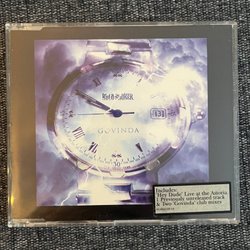 KULA SHAKER
GOVINDA
Includes:
'Hey Dude' Live at the Astoria
1 Previously unreleased track
& Two 'Govinda' club mixes